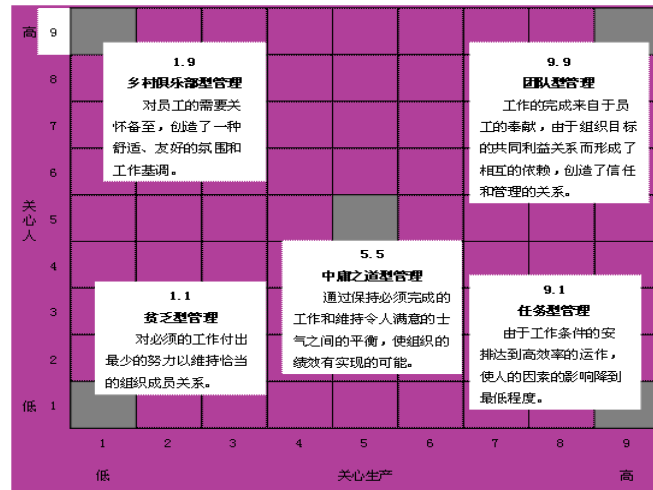 高 9
8
7
6
关心人 5
4
3
2
低 1
1.9
乡村俱乐部型管理
对员工的需要关
怀备至，创造了一种
舒适、友好的氛围和
工作基调。
9.9
团队型管理
工作的完成来自于员
工的奉献，由于组织目标
的共同利益关系而形成了
相互的依赖，创造了信任
和管理的关系。
5.5
中庸之道型管理
通过保持必须完成的
工作和维持令人满意的士
气之间的平衡，使组织的
绩效有实现的可能。
1.1
贫乏型管理
对必须的工作付出
最少的努力以维持恰当
的组织成员关系。
9.1
任务型管理
由于工作条件的安
排达到高效率的运作，
使人的因素的影响降到
最低程度。
1 2 3 4 5 6 7 8 9
低 关心生产 高